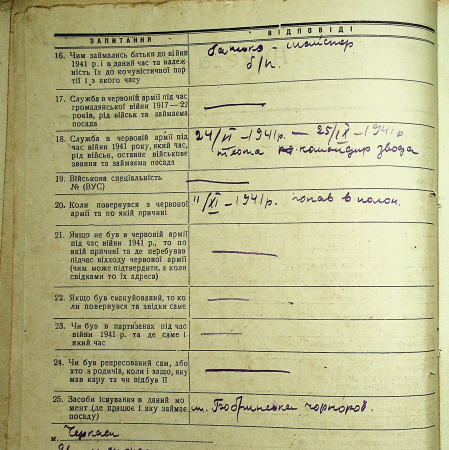 ЗАПИТАННЯ
ВІДПОВІДІ
16. Чим займались батьки до війни
1941 р. і а даний час та належ-
ність їх до комуністичної пар-
тії і з якого часу
батько - майстер
б/п.
17. Служба в червоній армії під час
громадянської війни 1917—22
років, рід військ та займаєма
посада
18. Служба в червоній армії під
час війни 1941 року, який час,
рід військ, останнє військове
звання та займаєма посада
24/VI -1941р. — 25/IX -1941р
піхота командир звода
19. Військова спеціальність
№ (ВУС)
20. Коли повернувся з червоної
армії та по якій причині
11/XI -1941р. попав в полон.
21. Якщо не був в червоній армії
під час війни 1941 р., то по
якій причині та де перебував
підчас відходу червоної армії
(чим може підтвердити, а коли
свідками то їх адреса)
22. Якщо був евакуйований, то ко-
ли повернувся та звідки саме
23. Чи був в партизанах під час
війни 1941 р. та де саме і
який час
24. Чи був репресований сам, або
хто з родичів, коли і защо, яку
мав кару та чи відбув її
25. Засоби існування в даний мо-
мент (де працює і яку займає
посаду)
ст. Бобринська
м. Черкаси